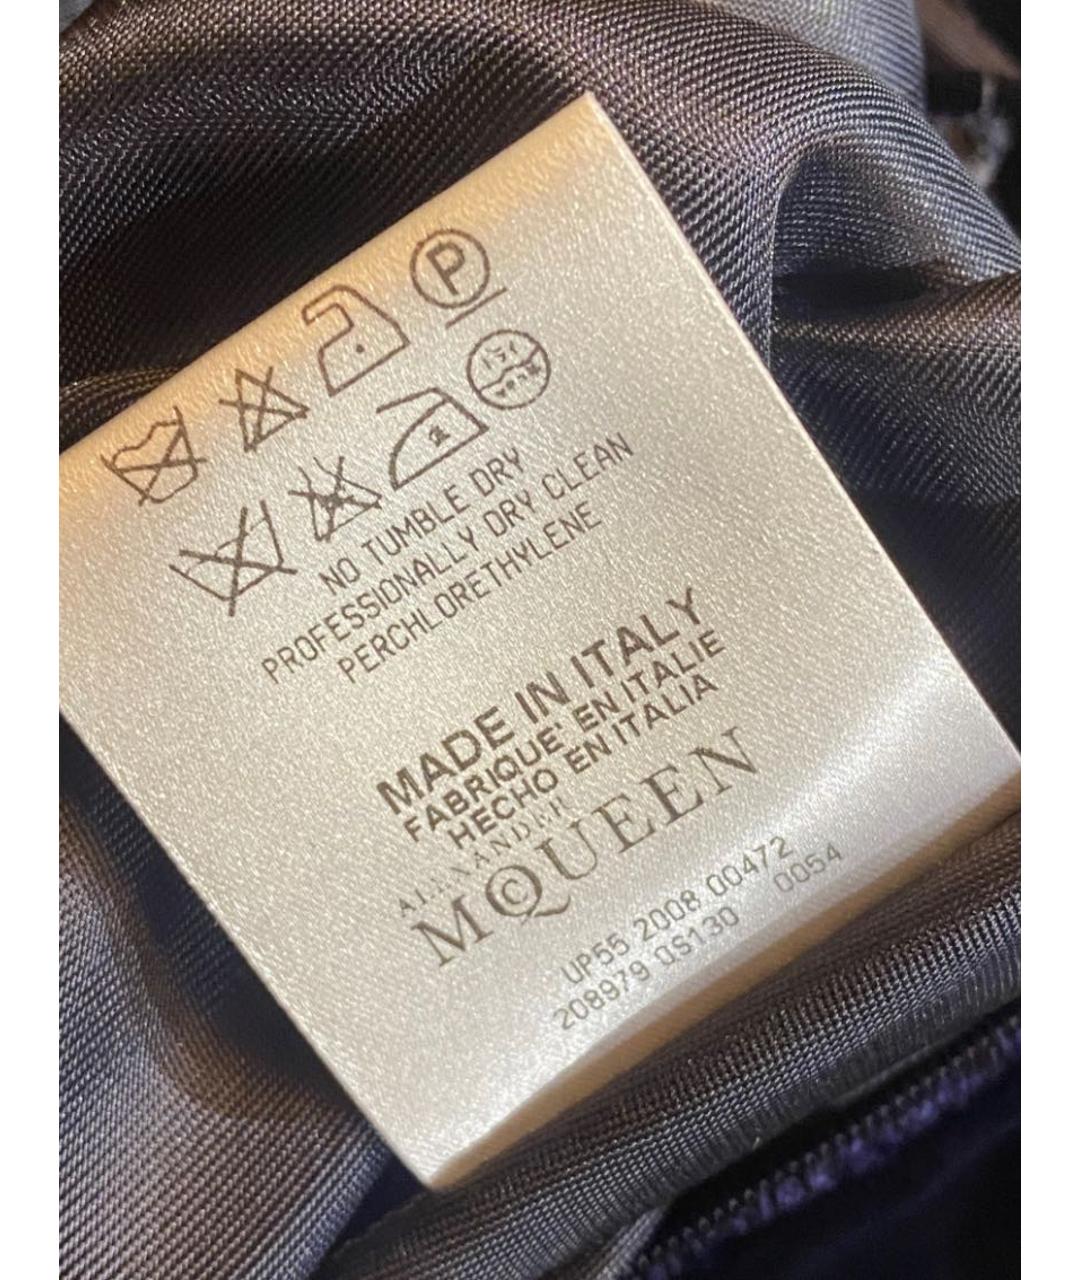 P
NO TUMBLE DRY
PROFESSIONALLY DRY CLEAN
PERCHLORETHYLENE
MADE IN ITALY
FABRIQUE' EN ITALIE
HECHO EN ITALIA
ALEXANDER
MCQUEEN
UP55 2008 00472
208979 QS130 0054